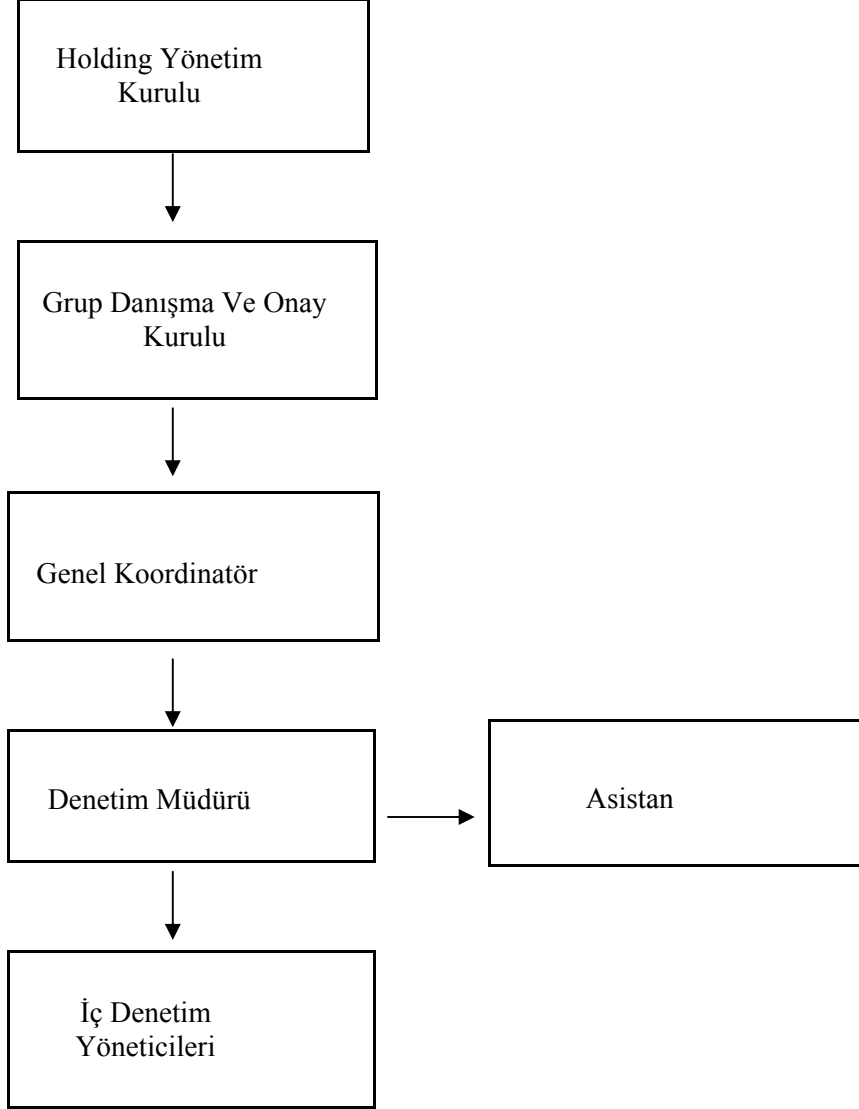 Holding Yönetim
Kurulu
Grup Danışma Ve Onay
Kurulu
Genel Koordinatör
Denetim Müdürü
Asistan
İç Denetim
Yöneticileri